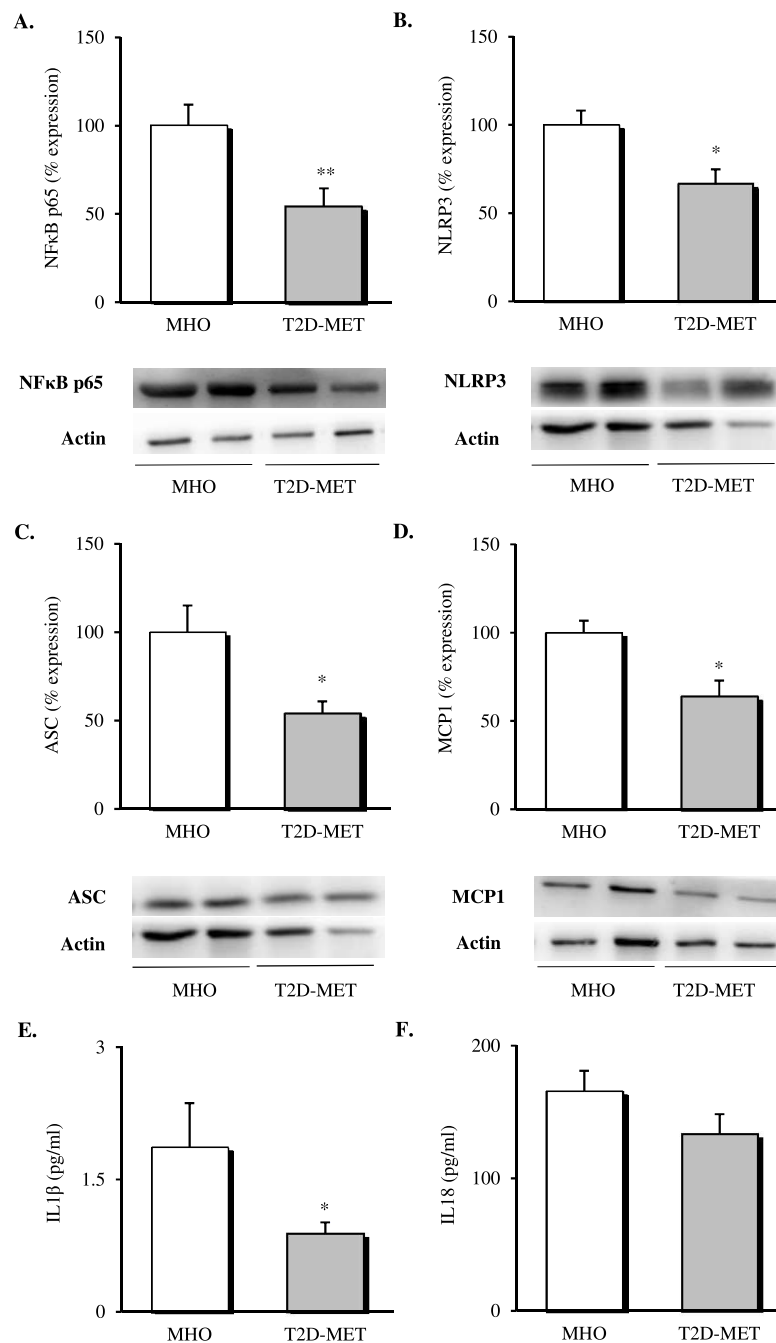 A.
150
100
50
0
NFκB p65 (% expression)
**
MHO
T2D-MET
NFκB p65
Actin
MHO
T2D-MET
B.
150
100
50
0
NLRP3 (% expression)
*
MHO
T2D-MET
NLRP3
Actin
MHO
T2D-MET
C.
150
100
50
0
ASC (% expression)
*
MHO
T2D-MET
ASC
Actin
MHO
T2D-MET
D.
150
100
50
0
MCP1 (% expression)
*
MHO
T2D-MET
MCP1
Actin
MHO
T2D-MET
E.
3
1.5
0
IL1β (pg/ml)
*
MHO
T2D-MET
F.
200
100
0
IL18 (pg/ml)
MHO
T2D-MET